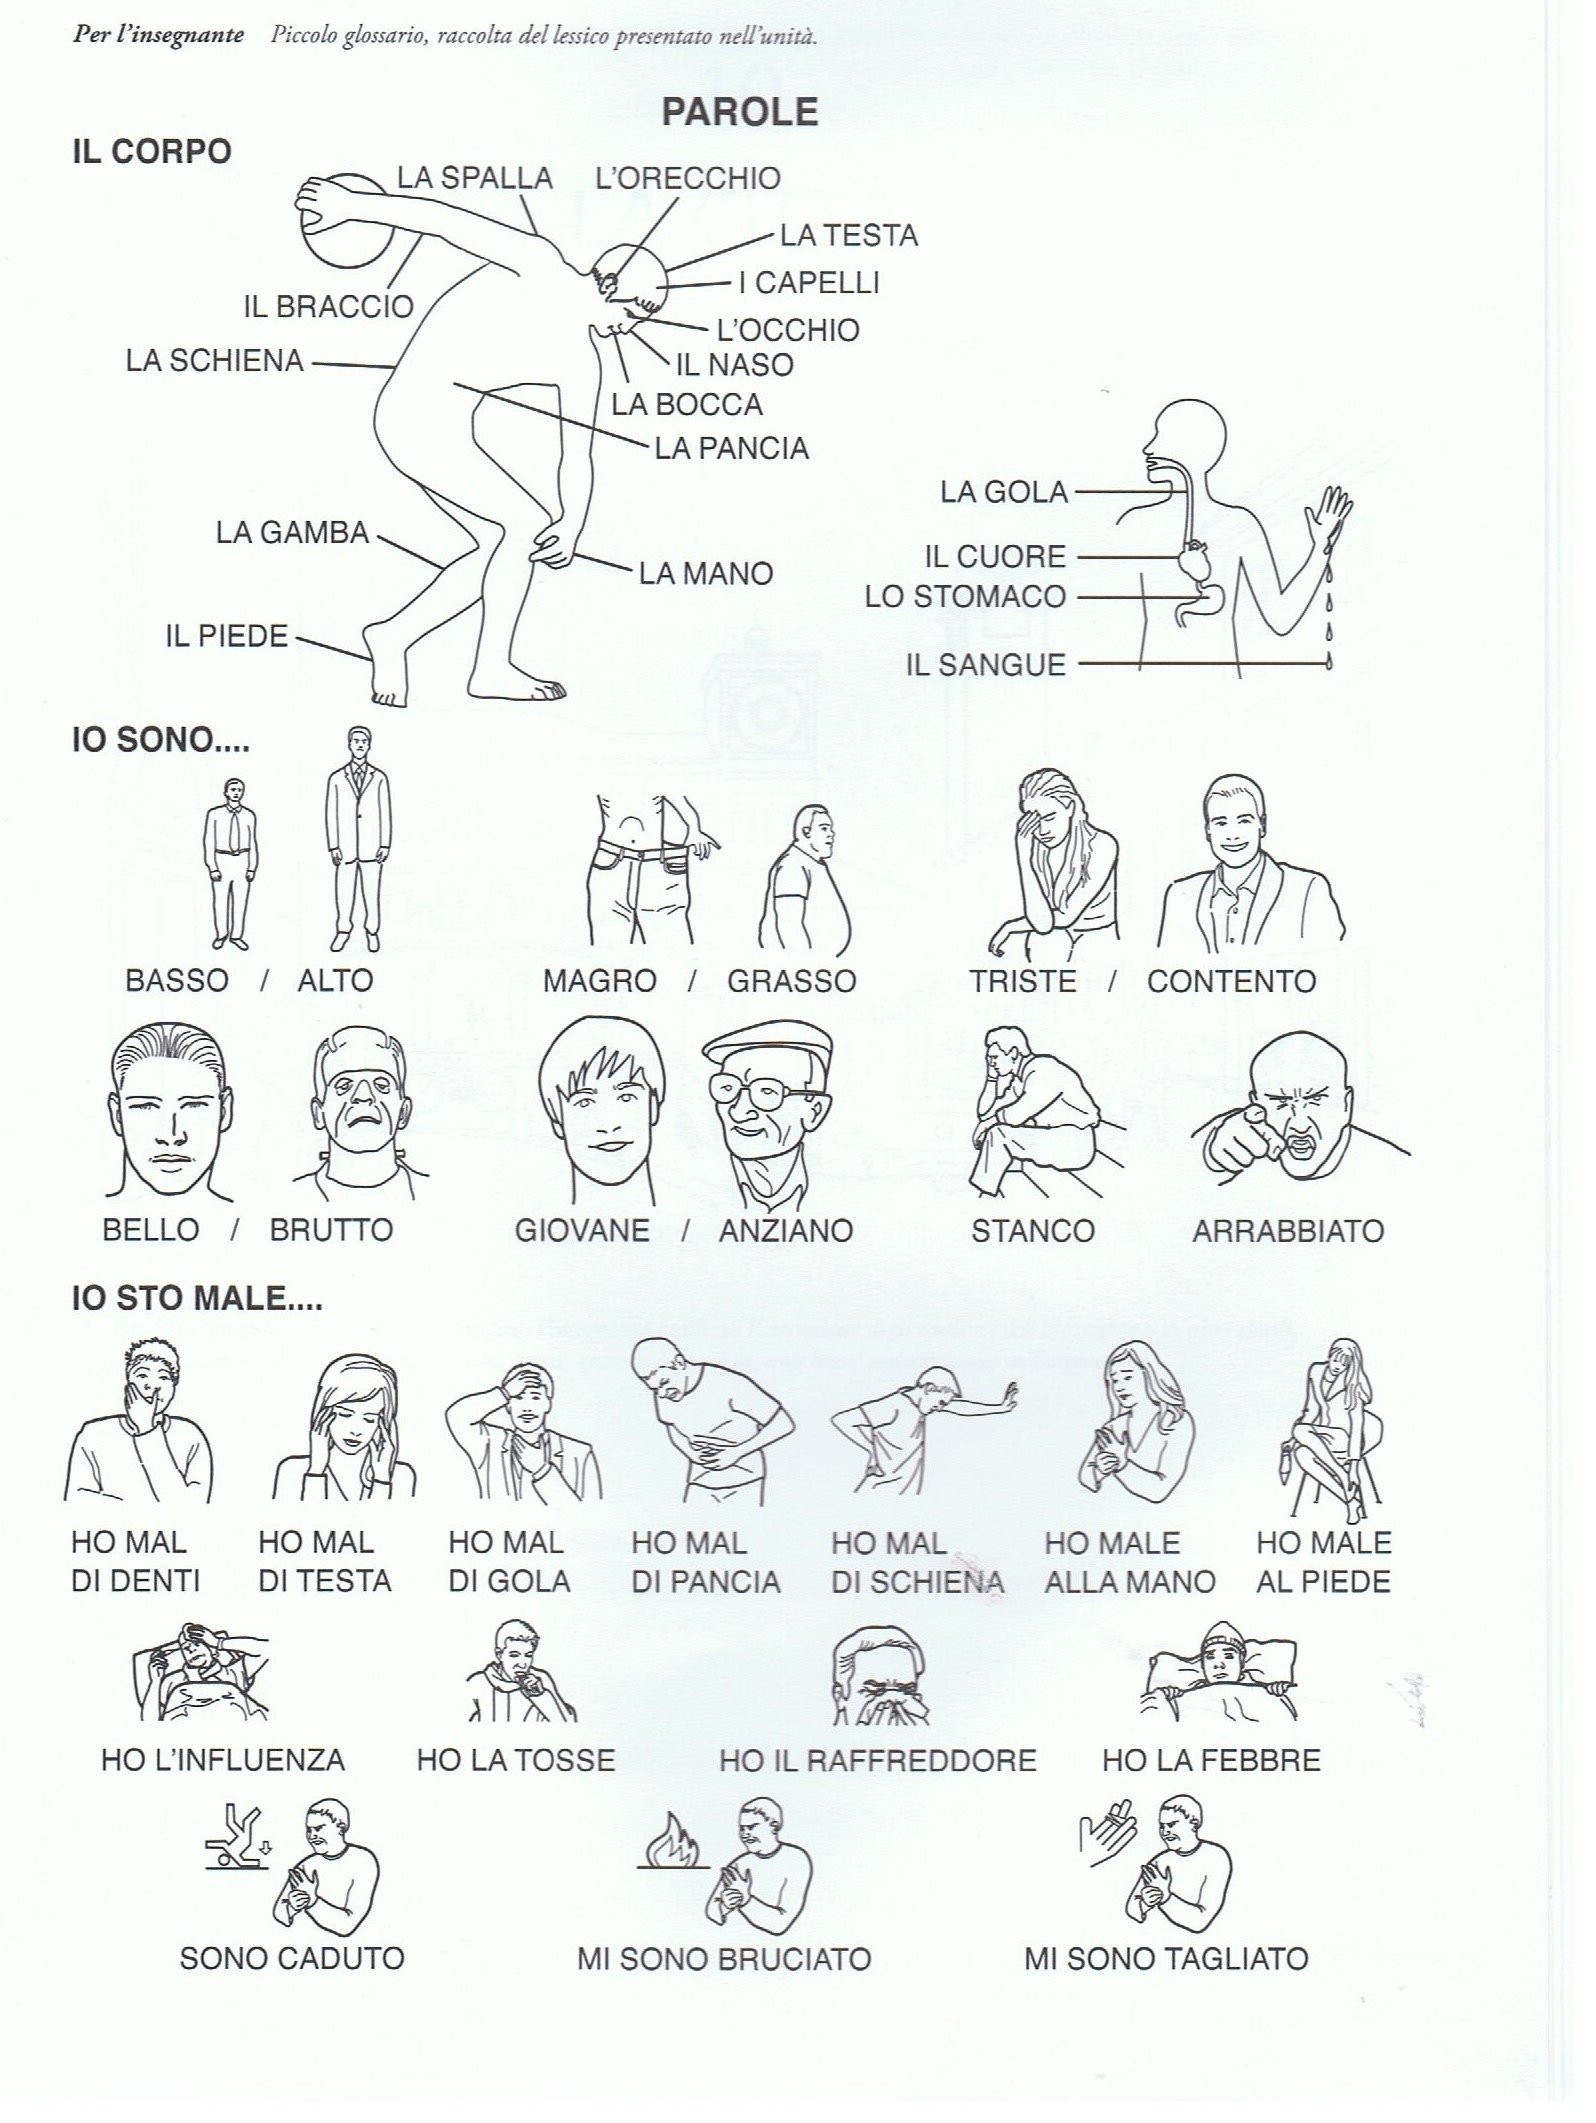 Per l'insegnante Piccolo glossario, raccolta del lessico presentato nell'unità.
PAROLE
IL CORPO
LA SPALLA
L'ORECCHIO
LA TESTA
I CAPELLI
IL BRACCIO
L'OCCHIO
LA SCHIENA
IL NASO
LA BOCCA
LA PANCIA
LA GAMBA
LA MANO
IL PIEDE
LA GOLA
IL CUORE
LO STOMACO
IL SANGUE
IO SONO....
BASSO / ALTO
MAGRO / GRASSO
TRISTE / CONTENTO
BELLO / BRUTTO
GIOVANE / ANZIANO
STANCO
ARRABBIATO
IO STO MALE....
HO MAL
DI DENTI
HO MAL
DI TESTA
HO MAL
DI GOLA
HO MAL
DI PANCIA
HO MAL
DI SCHIENA
HO MALE
ALLA MANO
HO MALE
AL PIEDE
HO L'INFLUENZA
HO LA TOSSE
HO IL RAFFREDDORE
HO LA FEBBRE
SONO CADUTO
MI SONO BRUCIATO
MI SONO TAGLIATO